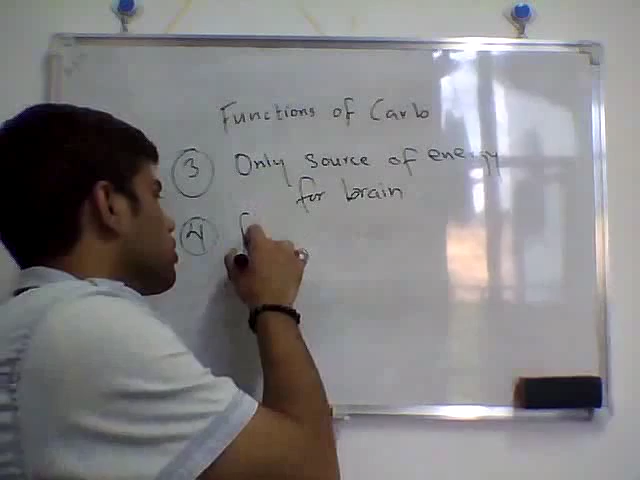 Functions of Carb
③ Only source of energy
for brain
④